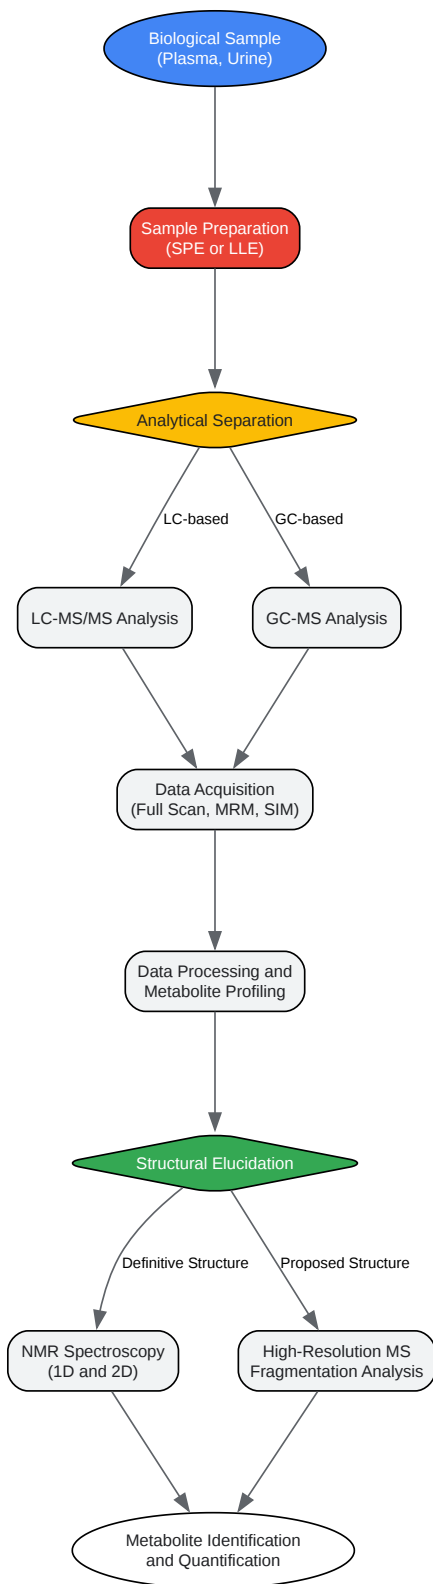 Biological Sample
(Plasma, Urine)
Sample Preparation
(SPE or LLE)
Analytical Separation
LC-based
GC-based
LC-MS/MS Analysis
GC-MS Analysis
Data Acquisition
(Full Scan, MRM, SIM)
Data Processing and
Metabolite Profiling
Structural Elucidation
Definitive Structure
Proposed Structure
NMR Spectroscopy
(1D and 2D)
High-Resolution MS
Fragmentation Analysis
Metabolite Identification
and Quantification